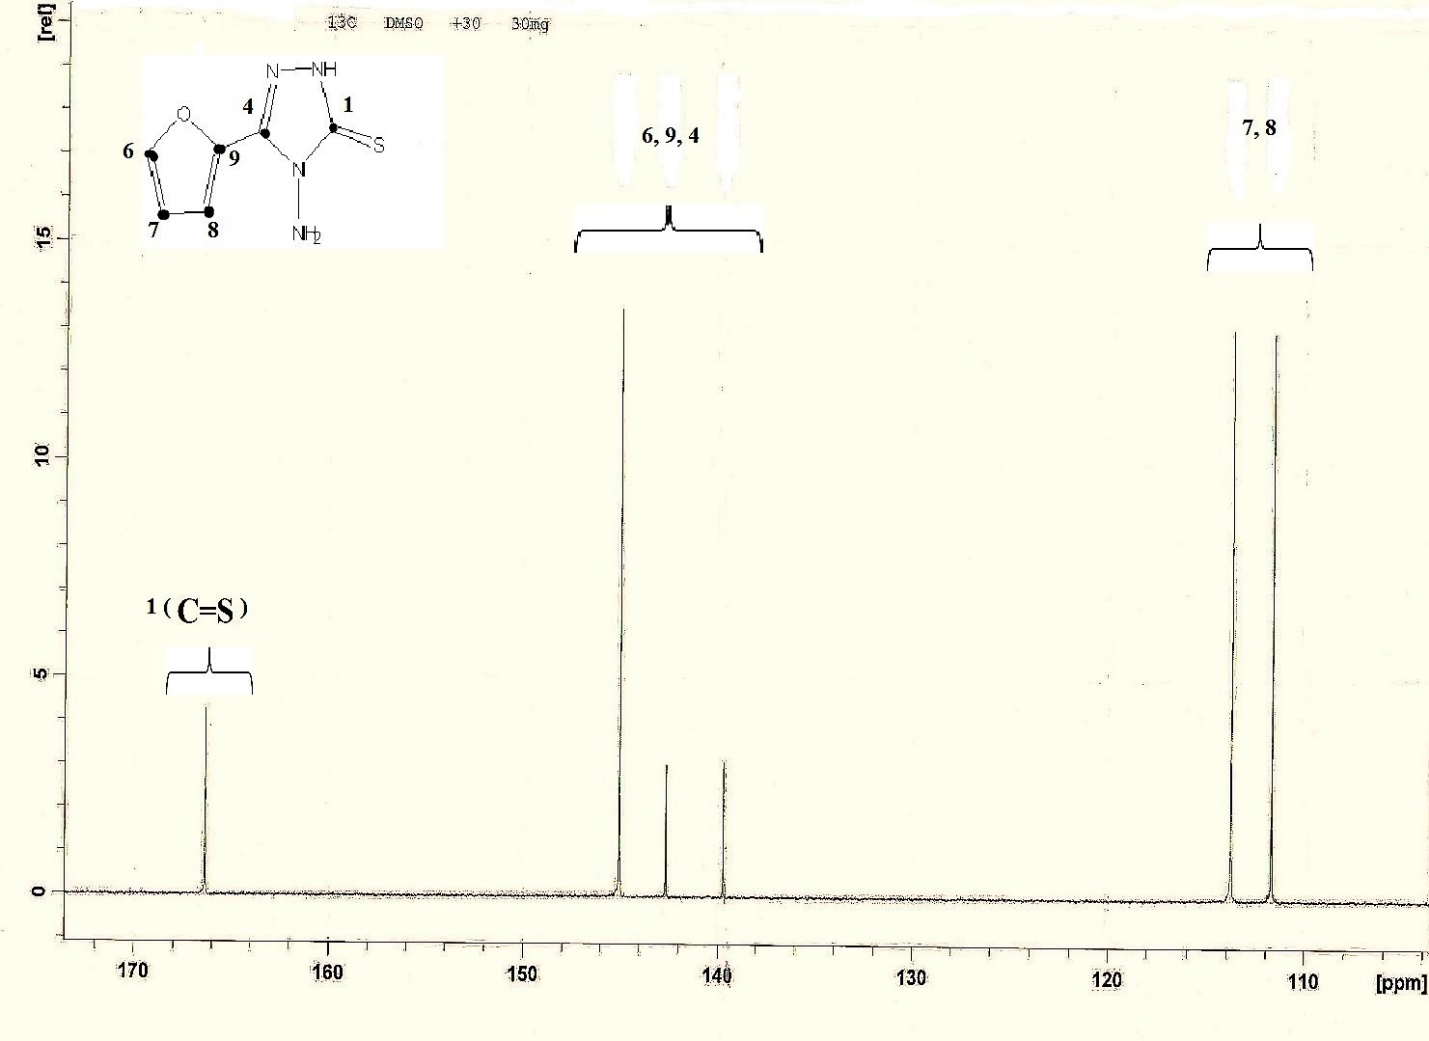 [rel]
13C DMSO +30 30mg
N NH
4 1
O
6 9 S
N
7 8
NH2
6, 9, 4
7, 8
15
10
5
0
1 (C=S)
170 160 150 140 130 120 110 [ppm]